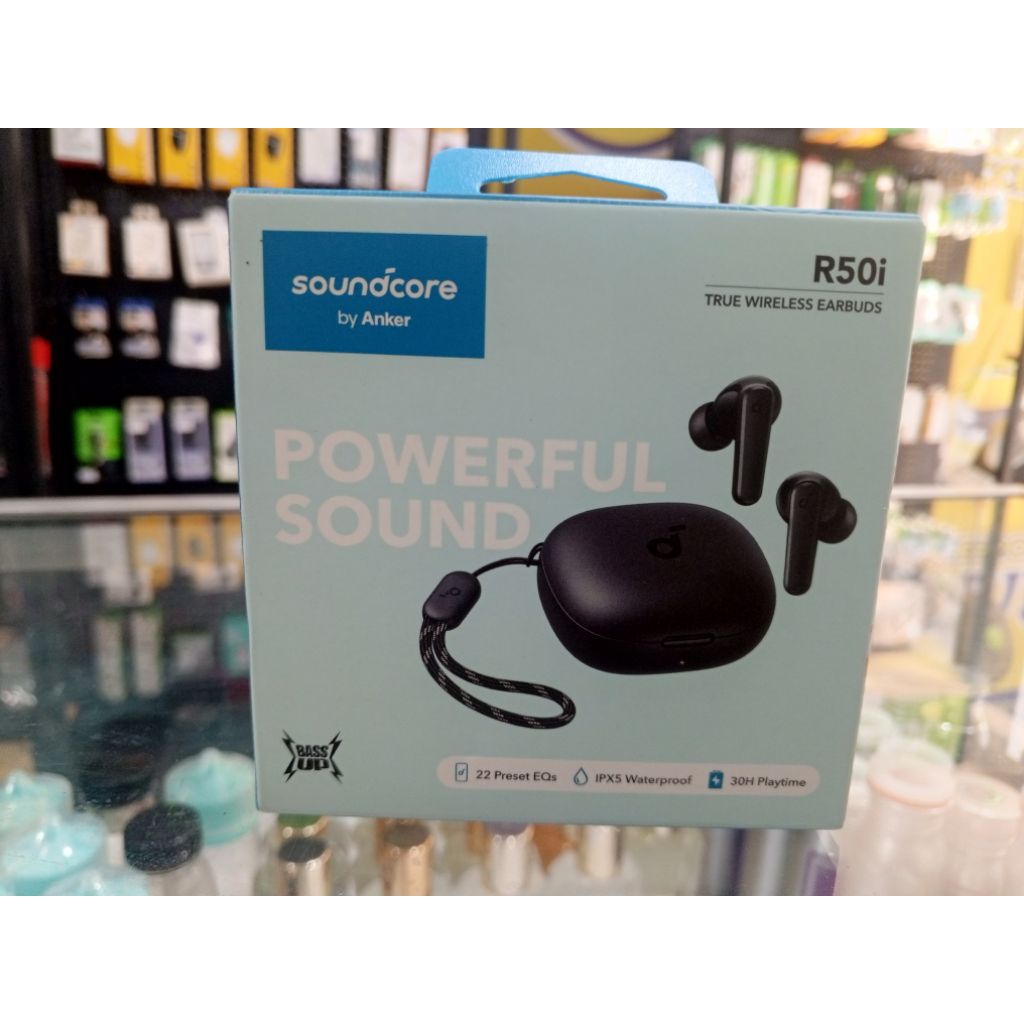 soundcore
by Anker
R50i
TRUE WIRELESS EARBUDS
POWERFUL
SOUND
BASS
UP
22 Preset EQs
IPX5 Waterproof
30H Playtime